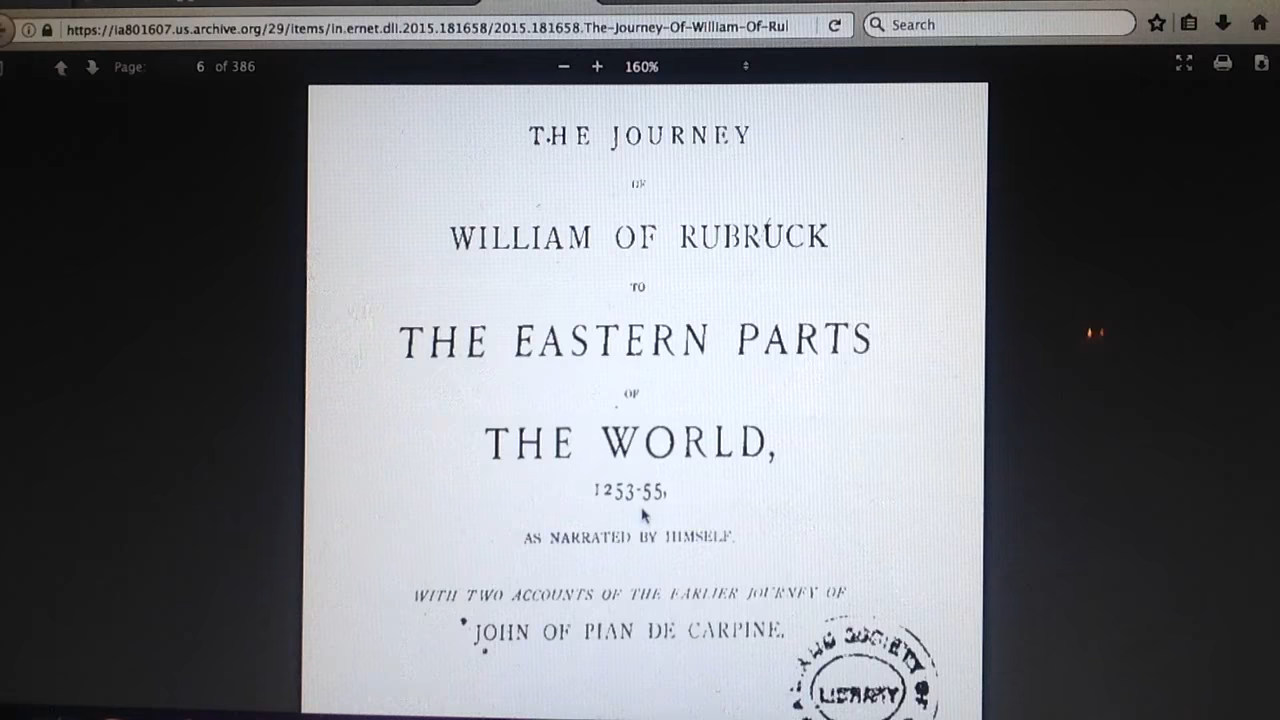 https://ia801607.us.archive.org/29/items/in.ernet.dli.2015.181658/2015.181658.The-Journey-Of-William-Of-Rul
Search
Page: 6 of 386
160%
THE JOURNEY
OF
WILLIAM OF RUBRUCK
TO
THE EASTERN PARTS
OF
THE WORLD,
1253-55,
AS NARRATED BY HIMSELF.
WITH TWO ACCOUNTS OF THE EARLIER JOURNEY OF
JOHN OF PIAN DE CARPINE.
SOCIETY OF
LIBRARY